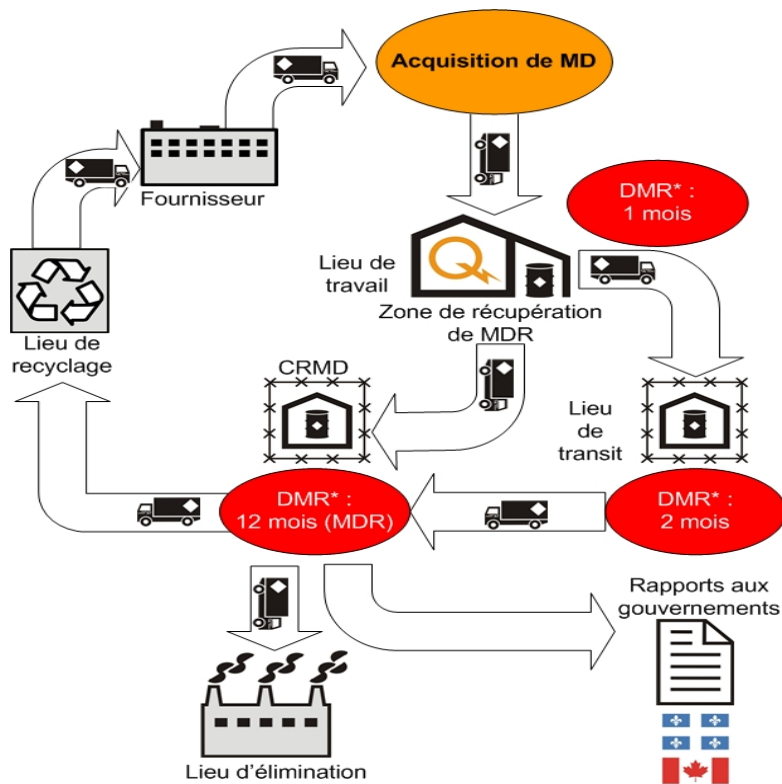 Acquisition de MD
Fournisseur
DMR* :
1 mois
Lieu de
travail
Zone de récupération
de MDR
Lieu de
recyclage
CRMD
Lieu
de
transit
DMR* :
12 mois (MDR)
DMR* :
2 mois
Rapports aux
gouvernements
Lieu d'élimination